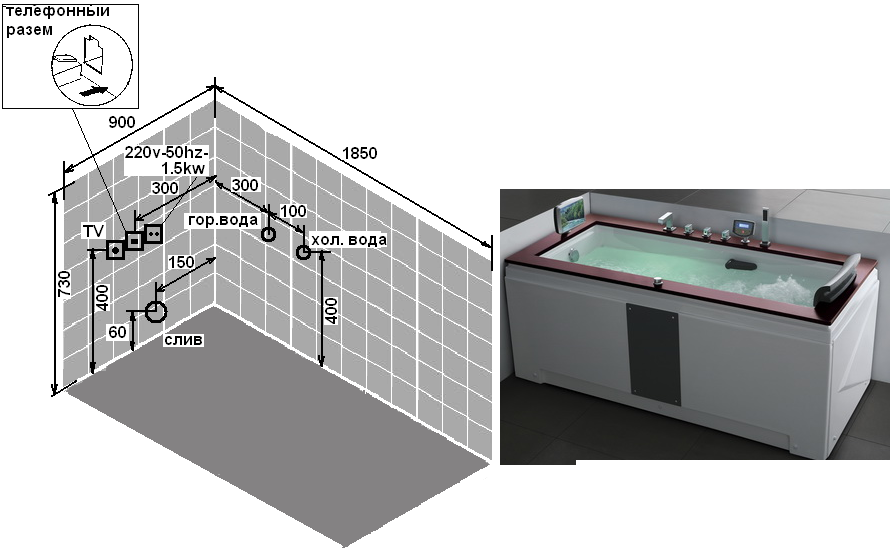 телефонный
разем
900
1850
220v-50hz-
1.5kw
300
300
100
TV
гор.вода
хол. вода
730
400
150
400
60
слив